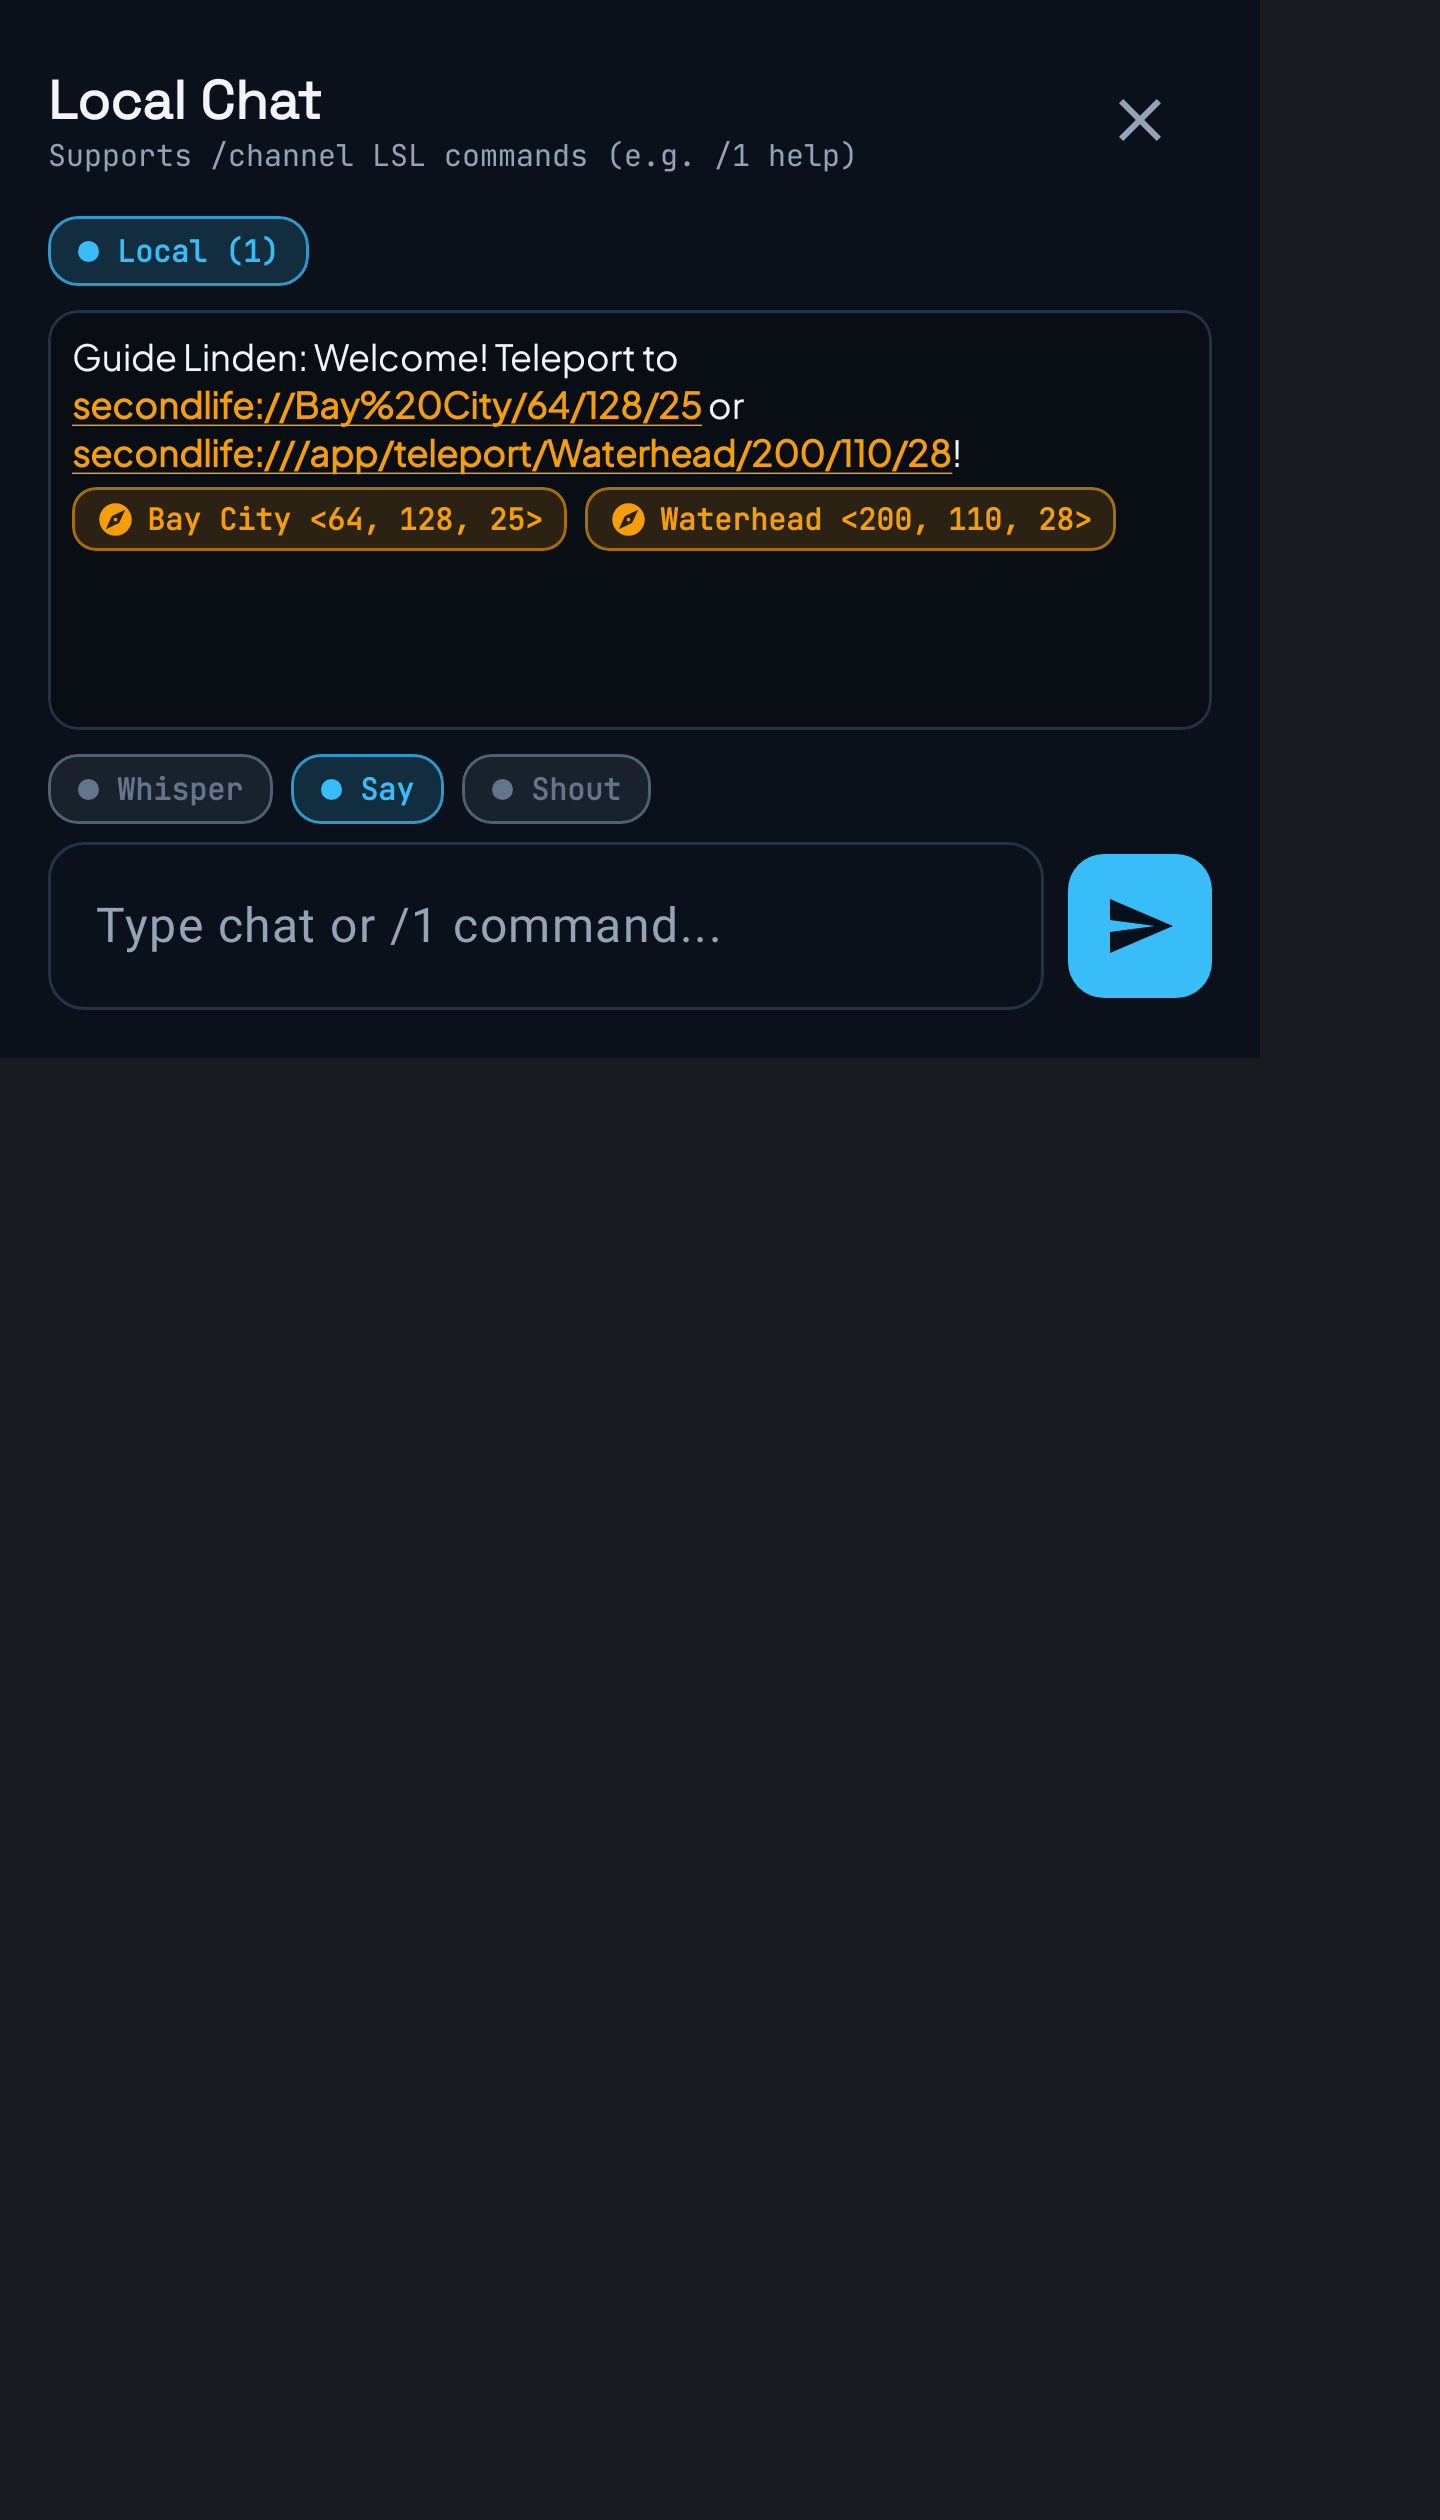 Local Chat
Supports /channel LSL commands (e.g. /1 help)
Local (1)
Guide Linden: Welcome! Teleport to
secondlife://Bay%20City/64/128/25 or
secondlife:///app/teleport/Waterhead/200/110/28!
Bay City <64, 128, 25> Waterhead <200, 110, 28>
Whisper Say Shout
Type chat or /1 command...